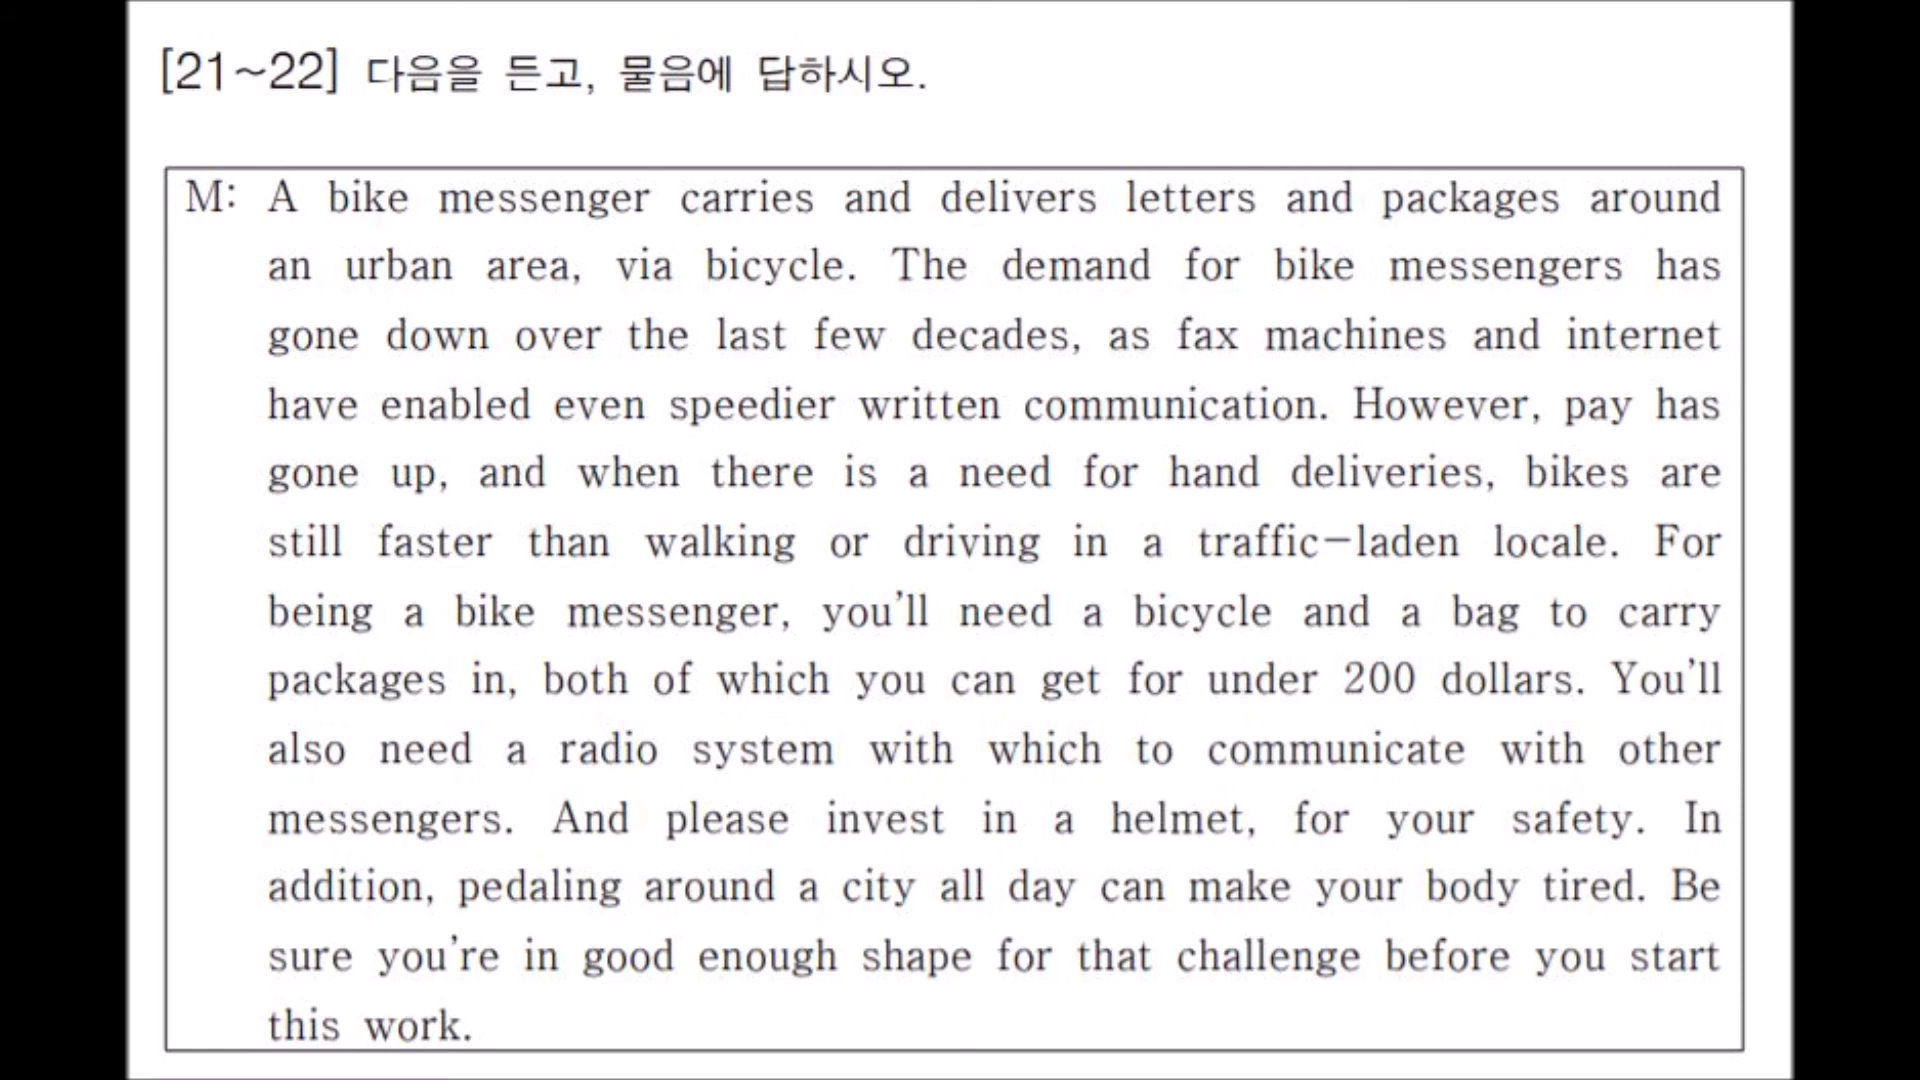 [21~22] 다음을 듣고, 물음에 답하시오.
M: A bike messenger carries and delivers letters and packages around
an urban area, via bicycle. The demand for bike messengers has
gone down over the last few decades, as fax machines and internet
have enabled even speedier written communication. However, pay has
gone up, and when there is a need for hand deliveries, bikes are
still faster than walking or driving in a traffic-laden locale. For
being a bike messenger, you'll need a bicycle and a bag to carry
packages in, both of which you can get for under 200 dollars. You'll
also need a radio system with which to communicate with other
messengers. And please invest in a helmet, for your safety. In
addition, pedaling around a city all day can make your body tired. Be
sure you're in good enough shape for that challenge before you start
this work.